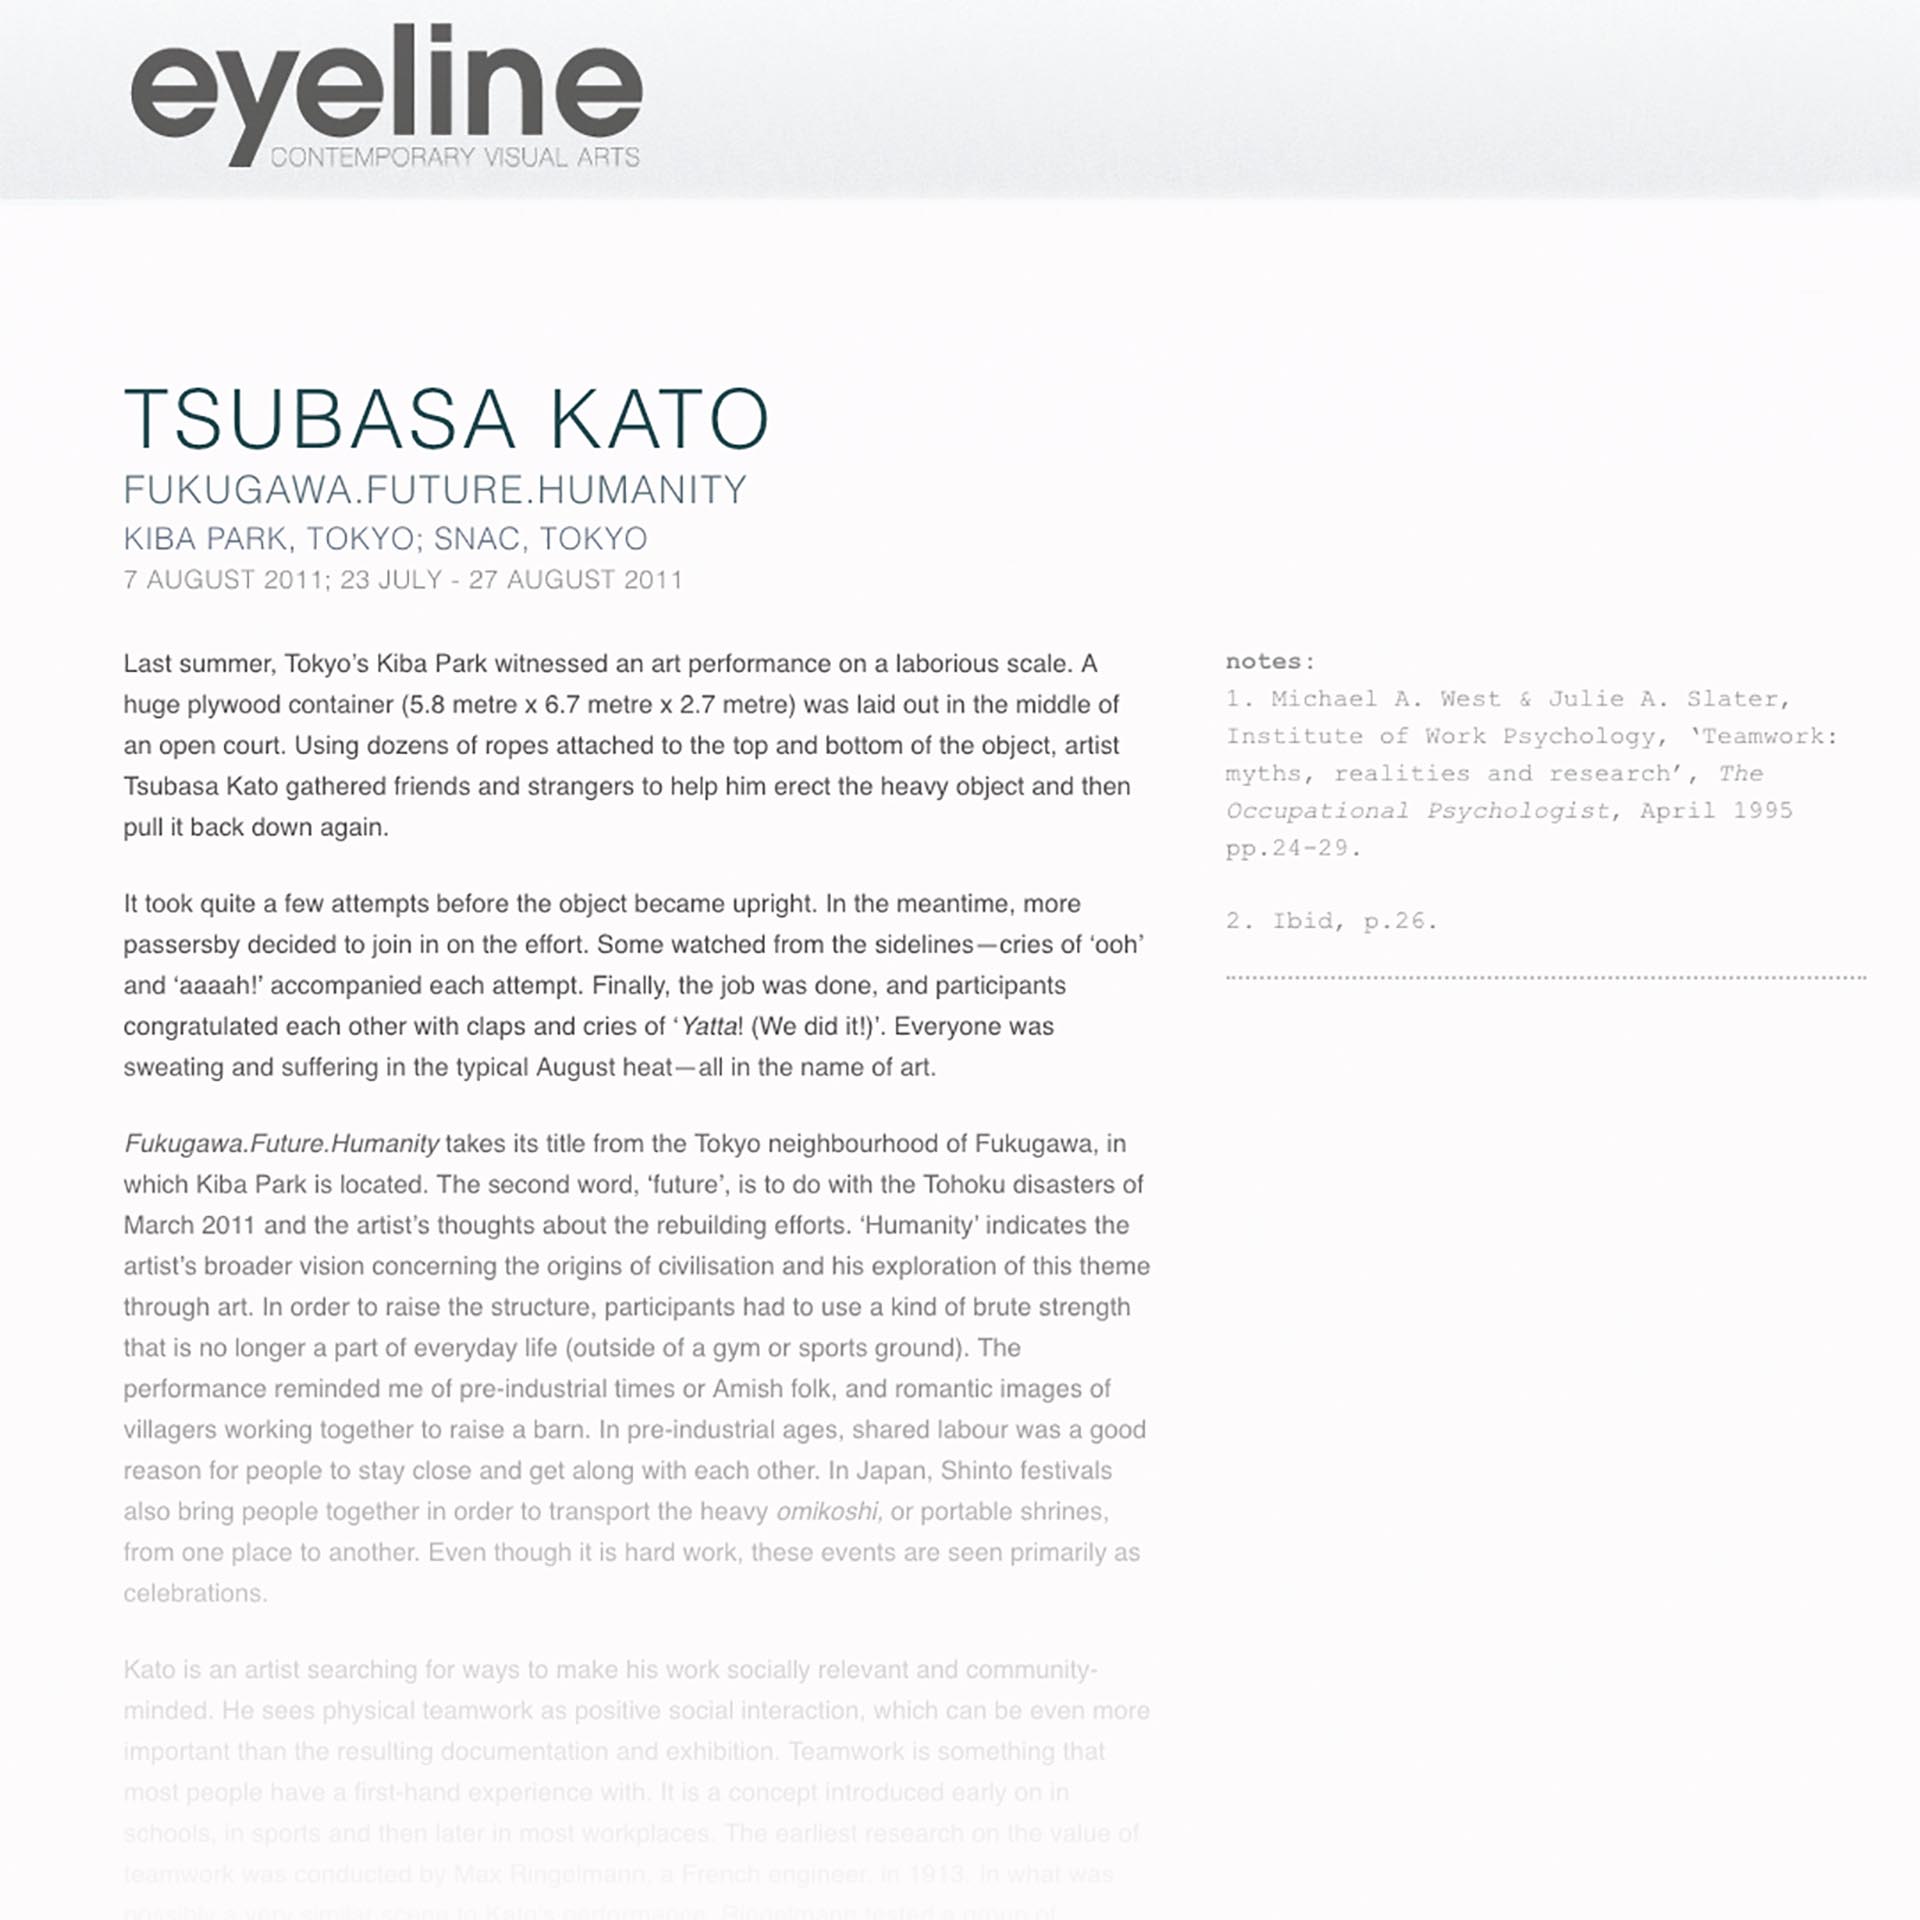 eyeline
CONTEMPORARY VISUAL ARTS
TSUBASA KATO
FUKUGAWA.FUTURE.HUMANITY
KIBA PARK, TOKYO; SNAC, TOKYO
7 AUGUST 2011; 23 JULY - 27 AUGUST 2011
Last summer, Tokyo’s Kiba Park witnessed an art performance on a laborious scale. A
huge plywood container (5.8 metre x 6.7 metre x 2.7 metre) was laid out in the middle of
an open court. Using dozens of ropes attached to the top and bottom of the object, artist
Tsubasa Kato gathered friends and strangers to help him erect the heavy object and then
pull it back down again.
It took quite a few attempts before the object became upright. In the meantime, more
passersby decided to join in on the effort. Some watched from the sidelines—cries of ‘ooh’
and ‘aaaah!’ accompanied each attempt. Finally, the job was done, and participants
congratulated each other with claps and cries of ‘Yatta! (We did it!)’. Everyone was
sweating and suffering in the typical August heat—all in the name of art.
Fukugawa.Future.Humanity takes its title from the Tokyo neighbourhood of Fukugawa, in
which Kiba Park is located. The second word, ‘future’, is to do with the Tohoku disasters of
March 2011 and the artist’s thoughts about the rebuilding efforts. ‘Humanity’ indicates the
artist’s broader vision concerning the origins of civilisation and his exploration of this theme
through art. In order to raise the structure, participants had to use a kind of brute strength
that is no longer a part of everyday life (outside of a gym or sports ground). The
performance reminded me of pre-industrial times or Amish folk, and romantic images of
villagers working together to raise a barn. In pre-industrial ages, shared labour was a good
reason for people to stay close and get along with each other. In Japan, Shinto festivals
also bring people together in order to transport the heavy omikoshi, or portable shrines,
from one place to another. Even though it is hard work, these events are seen primarily as
celebrations.
Kato is an artist searching for ways to make his work socially relevant and community-
minded. He sees physical teamwork as positive social interaction, which can be even more
important than the resulting documentation and exhibition. Teamwork is something that
most people have a first-hand experience with. It is a concept introduced early on in
schools, in sports and then later in most workplaces. The earliest research on the value of
teamwork was conducted by Max Ringelmann, a French engineer, in 1913. In what was
possibly a very similar scene to Kato’s performance, Ringelmann tested a group of
notes:
1. Michael A. West & Julie A. Slater,
Institute of Work Psychology, ‘Teamwork:
myths, realities and research’, The
Occupational Psychologist, April 1995
pp.24-29.
2. Ibid, p.26.